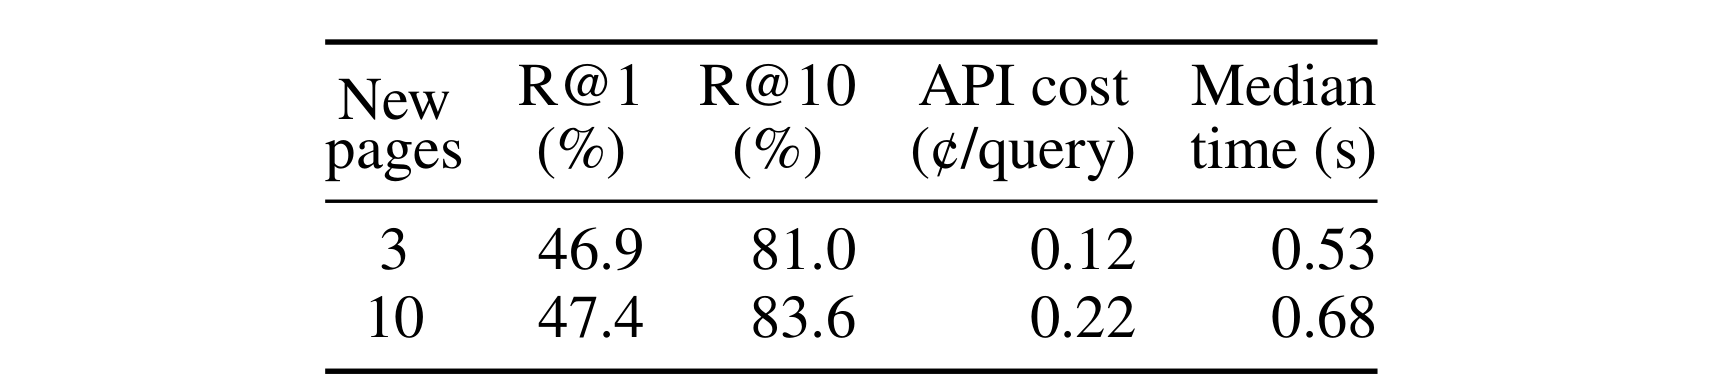 New pages R@1 (%) R@10 (%) API cost (¢/query) Median time (s)
3 46.9 81.0 0.12 0.53
10 47.4 83.6 0.22 0.68